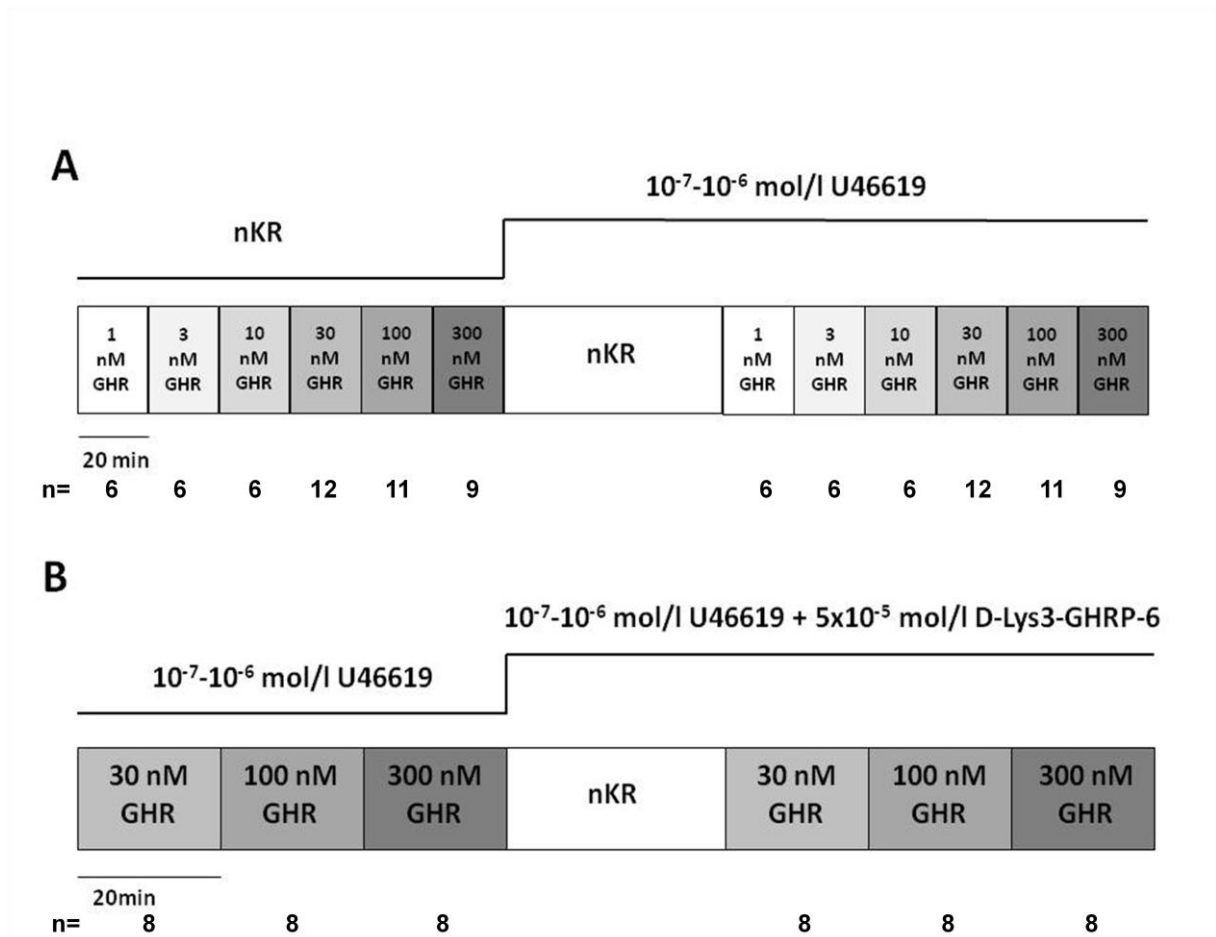 A
10⁻⁷-10⁻⁶ mol/l U46619
nKR
1 nM GHR
3 nM GHR
10 nM GHR
30 nM GHR
100 nM GHR
300 nM GHR
nKR
1 nM GHR
3 nM GHR
10 nM GHR
30 nM GHR
100 nM GHR
300 nM GHR
20 min
n= 6 6 6 12 11 9 6 6 6 12 11 9
B
10⁻⁷-10⁻⁶ mol/l U46619 + 5x10⁻⁵ mol/l D-Lys3-GHRP-6
10⁻⁷-10⁻⁶ mol/l U46619
30 nM GHR
100 nM GHR
300 nM GHR
nKR
30 nM GHR
100 nM GHR
300 nM GHR
20min
n= 8 8 8 8 8 8